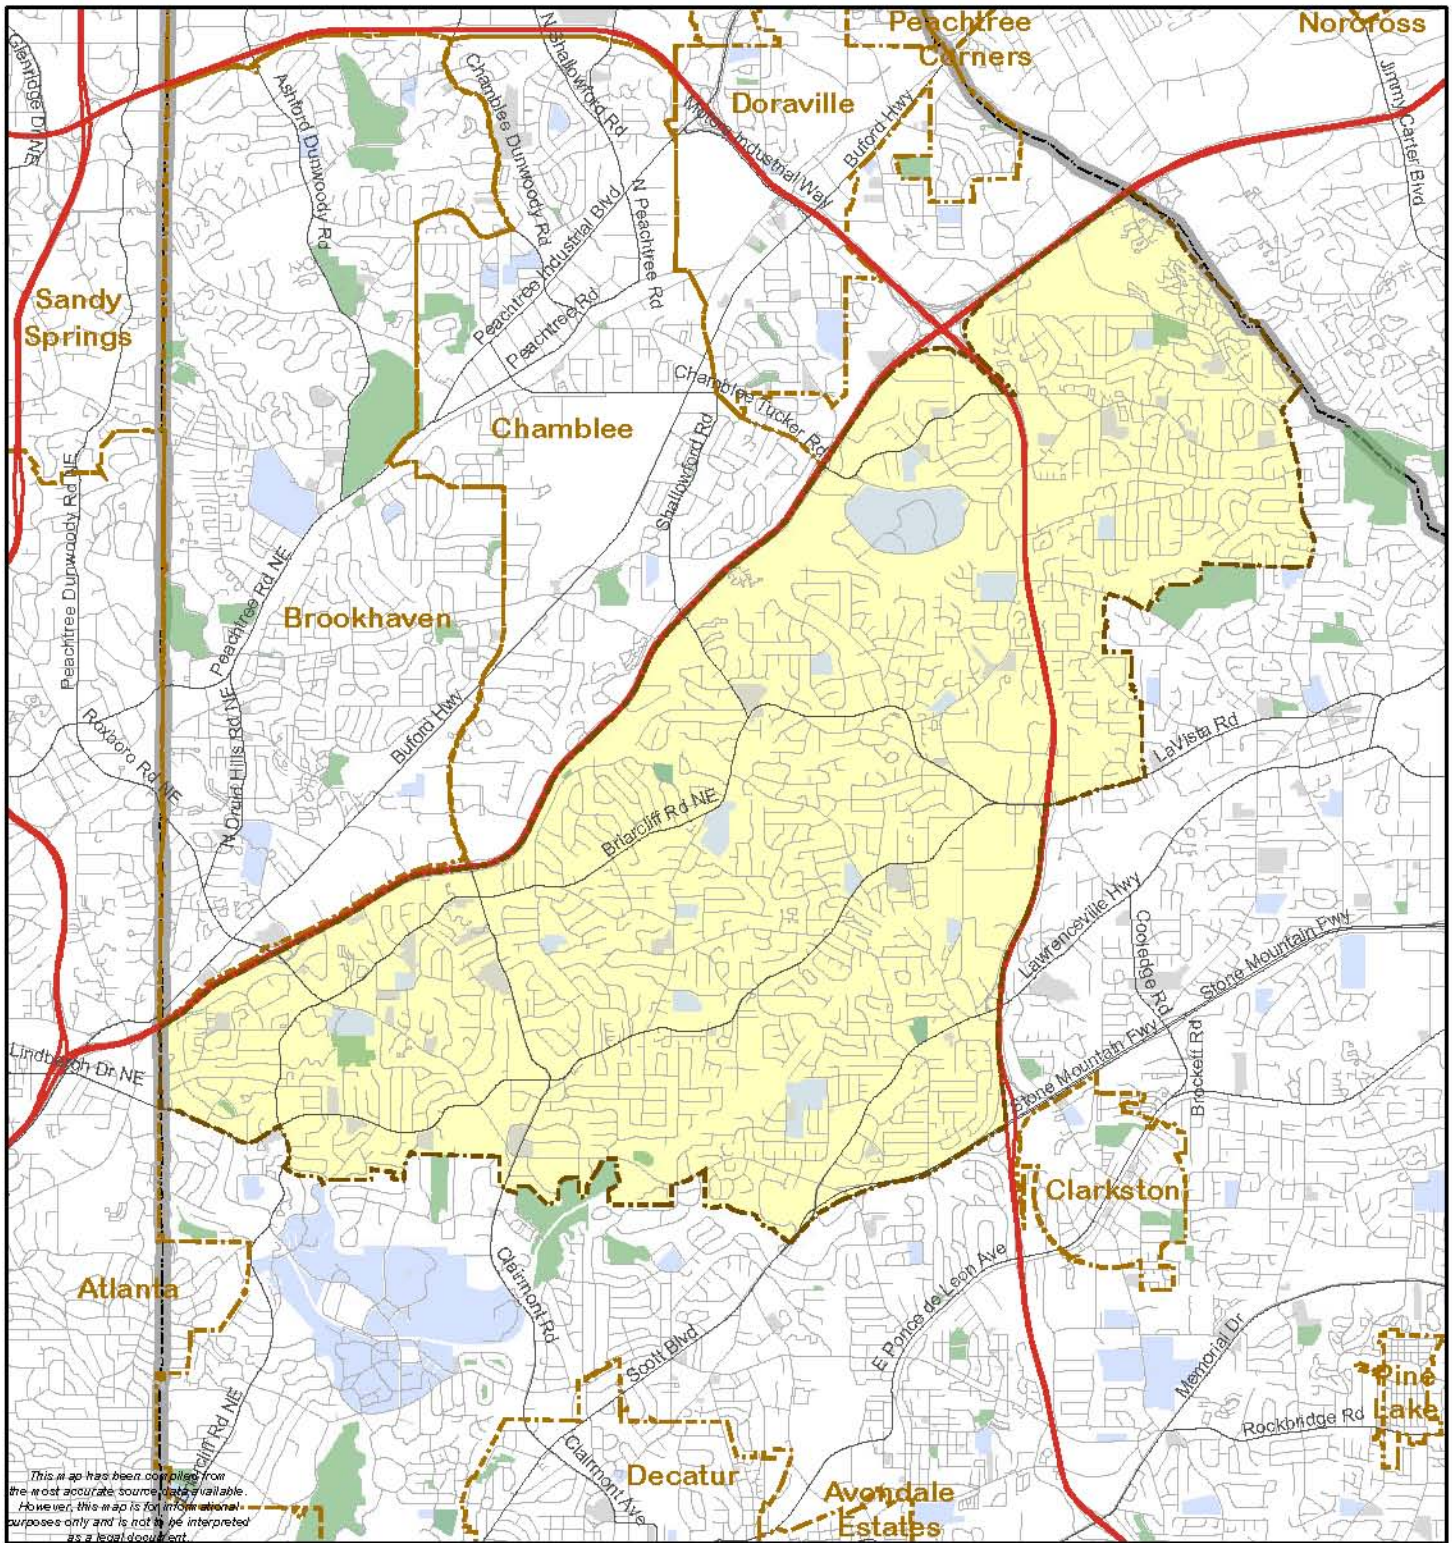 Peachtree
Corners
Norcross
Glenridge Dr NE
N Shallowford Rd
Chamblee Dunwoody Rd
Ashford Dunwoody Rd
Doraville
Motors Industrial Way
Buford Hwy
Jimmy Carter Blvd
N Peachtree Rd
Peachtree Industrial Blvd
Peachtree Rd
Sandy
Springs
Chamblee Tucker Rd
Chamblee
Shallowford Rd
Peachtree Dunwoody Rd NE
Peachtree Rd NE
Brookhaven
Buford Hwy
Roxboro Rd NE
N Druid Hills Rd NE
LaVista Rd
Briarcliff Rd NE
Lawrenceville Hwy
Cooledge Rd
Stone Mountain Fwy
Stone Mountain Fwy
Brockett Rd
Lindbergh Dr NE
Clarkston
Atlanta
Clairmont Rd
E Ponce de Leon Ave
Scott Blvd
Memorial Dr
Pine
Lake
Rockbridge Rd
Briarcliff Rd NE
Clairmont Ave
Decatur
Avondale
Estates
This map has been compiled from
the most accurate source data available.
However, this map is for informational
purposes only and is not to be interpreted
as a legal document.